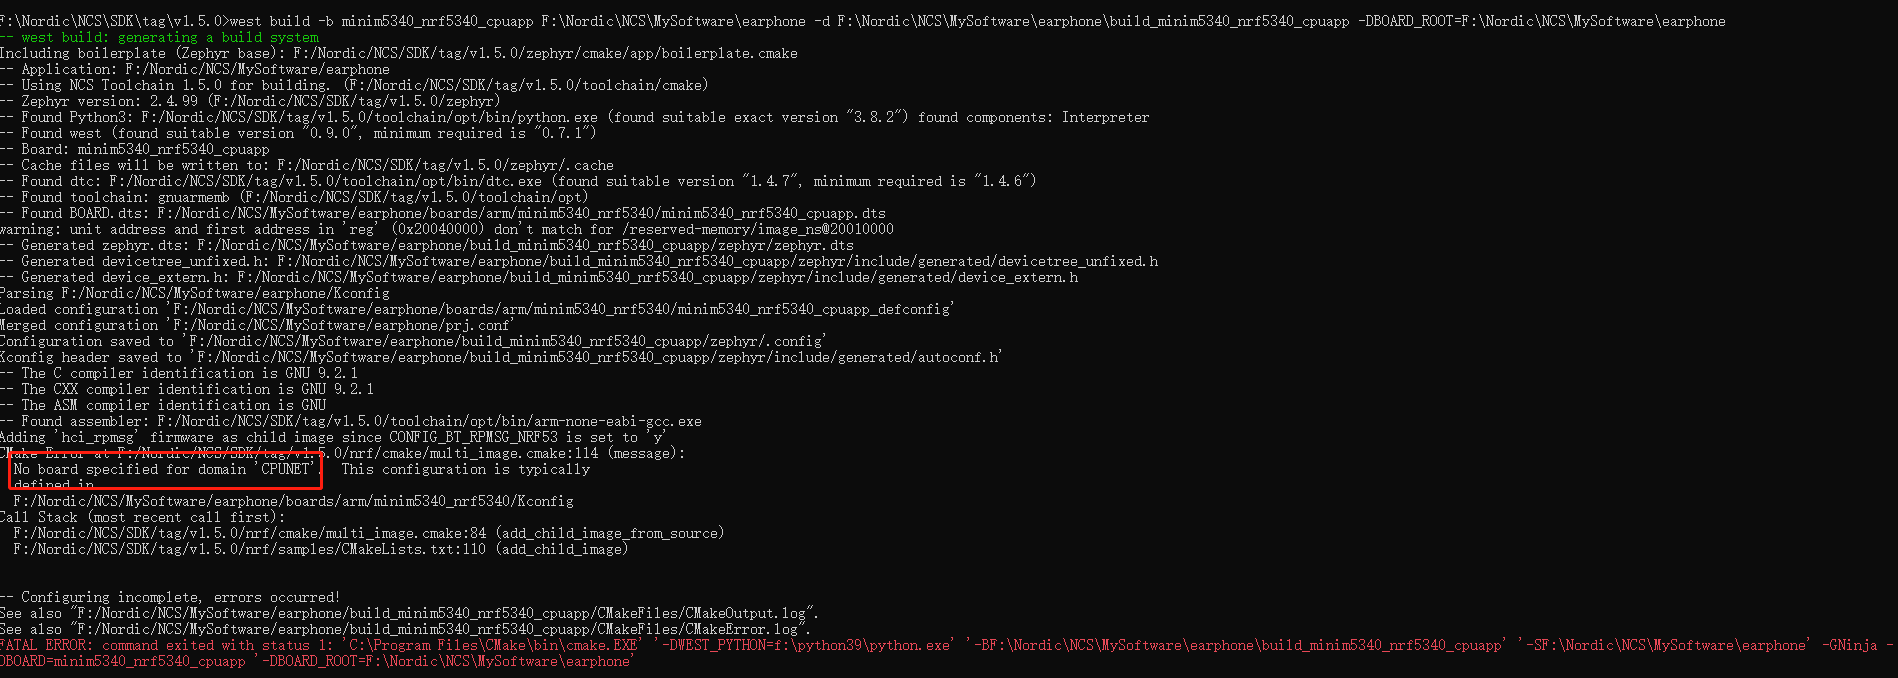 F:\Nordic\NCS\SDK\tag\v1.5.0>west build -b minim5340_nrf5340_cpuapp F:\Nordic\NCS\MySoftware\earphone -d F:\Nordic\NCS\MySoftware\earphone\build_minim5340_nrf5340_cpuapp -DBOARD_ROOT=F:\Nordic\NCS\MySoftware\earphone
-- west build: generating a build system
Including boilerplate (Zephyr base): F:/Nordic/NCS/SDK/tag/v1.5.0/zephyr/cmake/app/boilerplate.cmake
-- Application: F:/Nordic/NCS/MySoftware/earphone
-- Using NCS Toolchain 1.5.0 for building. (F:/Nordic/NCS/SDK/tag/v1.5.0/toolchain/cmake)
-- Zephyr version: 2.4.99 (F:/Nordic/NCS/SDK/tag/v1.5.0/zephyr)
-- Found Python3: F:/Nordic/NCS/SDK/tag/v1.5.0/toolchain/opt/bin/python.exe (found suitable exact version "3.8.2") found components: Interpreter
-- Found west (found suitable version "0.9.0", minimum required is "0.7.1")
-- Board: minim5340_nrf5340_cpuapp
-- Cache files will be written to: F:/Nordic/NCS/SDK/tag/v1.5.0/zephyr/.cache
-- Found dtc: F:/Nordic/NCS/SDK/tag/v1.5.0/toolchain/opt/bin/dtc.exe (found suitable version "1.4.7", minimum required is "1.4.6")
-- Found toolchain: gnuarmemb (F:/Nordic/NCS/SDK/tag/v1.5.0/toolchain/opt)
-- Found BOARD.dts: F:/Nordic/NCS/MySoftware/earphone/boards/arm/minim5340_nrf5340/minim5340_nrf5340_cpuapp.dts
warning: unit address and first address in 'reg' (0x20040000) don't match for /reserved-memory/image_ns@20010000
-- Generated zephyr.dts: F:/Nordic/NCS/MySoftware/earphone/build_minim5340_nrf5340_cpuapp/zephyr/zephyr.dts
-- Generated devicetree_unfixed.h: F:/Nordic/NCS/MySoftware/earphone/build_minim5340_nrf5340_cpuapp/zephyr/include/generated/devicetree_unfixed.h
-- Generated device_extern.h: F:/Nordic/NCS/MySoftware/earphone/build_minim5340_nrf5340_cpuapp/zephyr/include/generated/device_extern.h
Parsing F:/Nordic/NCS/MySoftware/earphone/Kconfig
Loaded configuration 'F:/Nordic/NCS/MySoftware/earphone/boards/arm/minim5340_nrf5340/minim5340_nrf5340_cpuapp_defconfig'
Merged configuration 'F:/Nordic/NCS/MySoftware/earphone/prj.conf'
Configuration saved to 'F:/Nordic/NCS/MySoftware/earphone/build_minim5340_nrf5340_cpuapp/zephyr/.config'
Kconfig header saved to 'F:/Nordic/NCS/MySoftware/earphone/build_minim5340_nrf5340_cpuapp/zephyr/include/generated/autoconf.h'
-- The C compiler identification is GNU 9.2.1
-- The CXX compiler identification is GNU 9.2.1
-- The ASM compiler identification is GNU
-- Found assembler: F:/Nordic/NCS/SDK/tag/v1.5.0/toolchain/opt/bin/arm-none-eabi-gcc.exe
Adding 'hci_rpmsg' firmware as child image since CONFIG_BT_RPMSG_NRF53 is set to 'y'
CMake Error at F:/Nordic/NCS/SDK/tag/v1.5.0/nrf/cmake/multi_image.cmake:114 (message):
No board specified for domain 'CPUNET'. This configuration is typically
defined in
F:/Nordic/NCS/MySoftware/earphone/boards/arm/minim5340_nrf5340/Kconfig
Call Stack (most recent call first):
F:/Nordic/NCS/SDK/tag/v1.5.0/nrf/cmake/multi_image.cmake:84 (add_child_image_from_source)
F:/Nordic/NCS/SDK/tag/v1.5.0/nrf/samples/CMakeLists.txt:110 (add_child_image)
-- Configuring incomplete, errors occurred!
See also "F:/Nordic/NCS/MySoftware/earphone/build_minim5340_nrf5340_cpuapp/CMakeFiles/CMakeOutput.log".
See also "F:/Nordic/NCS/MySoftware/earphone/build_minim5340_nrf5340_cpuapp/CMakeFiles/CMakeError.log".
FATAL ERROR: command exited with status 1: 'C:\Program Files\CMake\bin\cmake.EXE' '-DWEST_PYTHON=f:\python39\python.exe' '-BF:\Nordic\NCS\MySoftware\earphone\build_minim5340_nrf5340_cpuapp' '-SF:\Nordic\NCS\MySoftware\earphone' -GNinja -
DBOARD=minim5340_nrf5340_cpuapp '-DBOARD_ROOT=F:\Nordic\NCS\MySoftware\earphone'